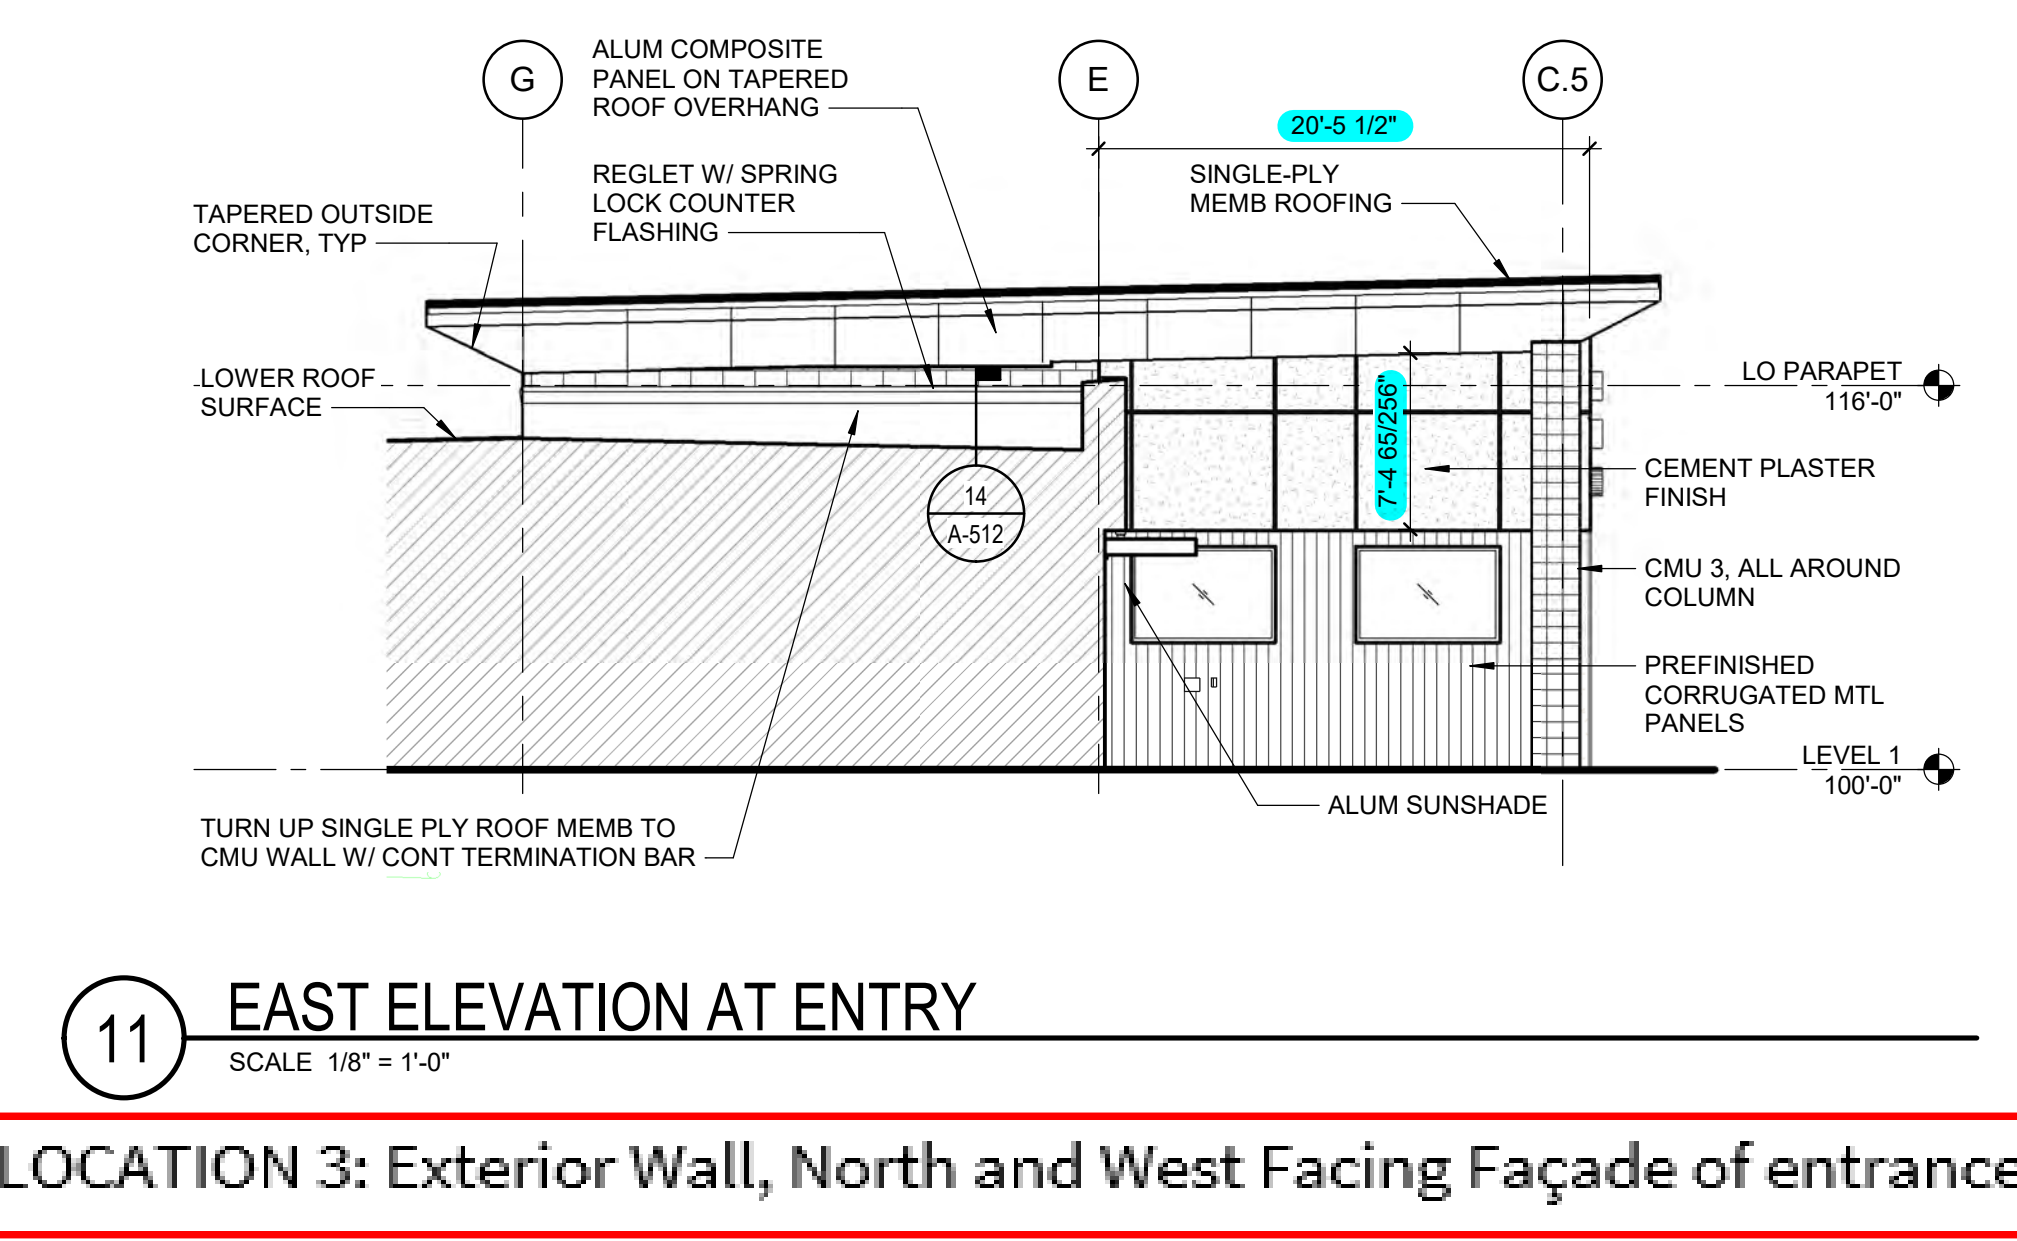 G
E
C.5
ALUM COMPOSITE
PANEL ON TAPERED
ROOF OVERHANG
20'-5 1/2"
REGLET W/ SPRING
LOCK COUNTER
FLASHING
SINGLE-PLY
MEMB ROOFING
TAPERED OUTSIDE
CORNER, TYP
LOWER ROOF
SURFACE
LO PARAPET
116'-0"
7'-4 65/256"
CEMENT PLASTER
FINISH
14
A-512
CMU 3, ALL AROUND
COLUMN
PREFINISHED
CORRUGATED MTL
PANELS
LEVEL 1
100'-0"
ALUM SUNSHADE
TURN UP SINGLE PLY ROOF MEMB TO
CMU WALL W/ CONT TERMINATION BAR
11
EAST ELEVATION AT ENTRY
SCALE 1/8" = 1'-0"
LOCATION 3: Exterior Wall, North and West Facing Façade of entrance